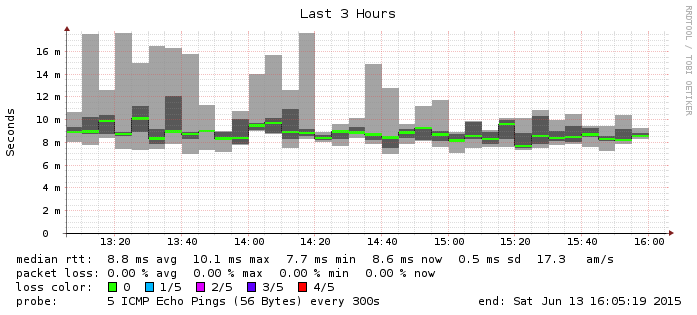 Last 3 Hours
RRDTOOL / TOBI OETIKER
Seconds
16 m
14 m
12 m
10 m
8 m
6 m
4 m
2 m
0
13:20 13:40 14:00 14:20 14:40 15:00 15:20 15:40 16:00
median rtt: 8.8 ms avg 10.1 ms max 7.7 ms min 8.6 ms now 0.5 ms sd 17.3 am/s
packet loss: 0.00 % avg 0.00 % max 0.00 % min 0.00 % now
loss color: 0 1/5 2/5 3/5 4/5
probe: 5 ICMP Echo Pings (56 Bytes) every 300s end: Sat Jun 13 16:05:19 2015